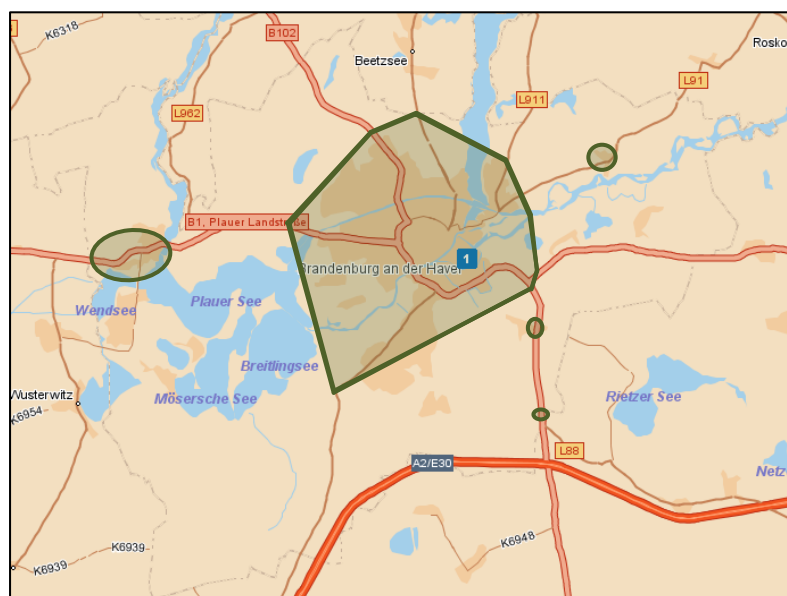 K6318
B102
Beetzsee
Rosko
L91
L911
L962
B1, Plauer Landstraße
1
Brandenburg an der Havel
Plauer See
Wendsee
Breitlingsee
Wusterwitz
Mösersche See
Rietzer See
K6954
L88
A2/E30
Netz
K6948
K6939
K6939